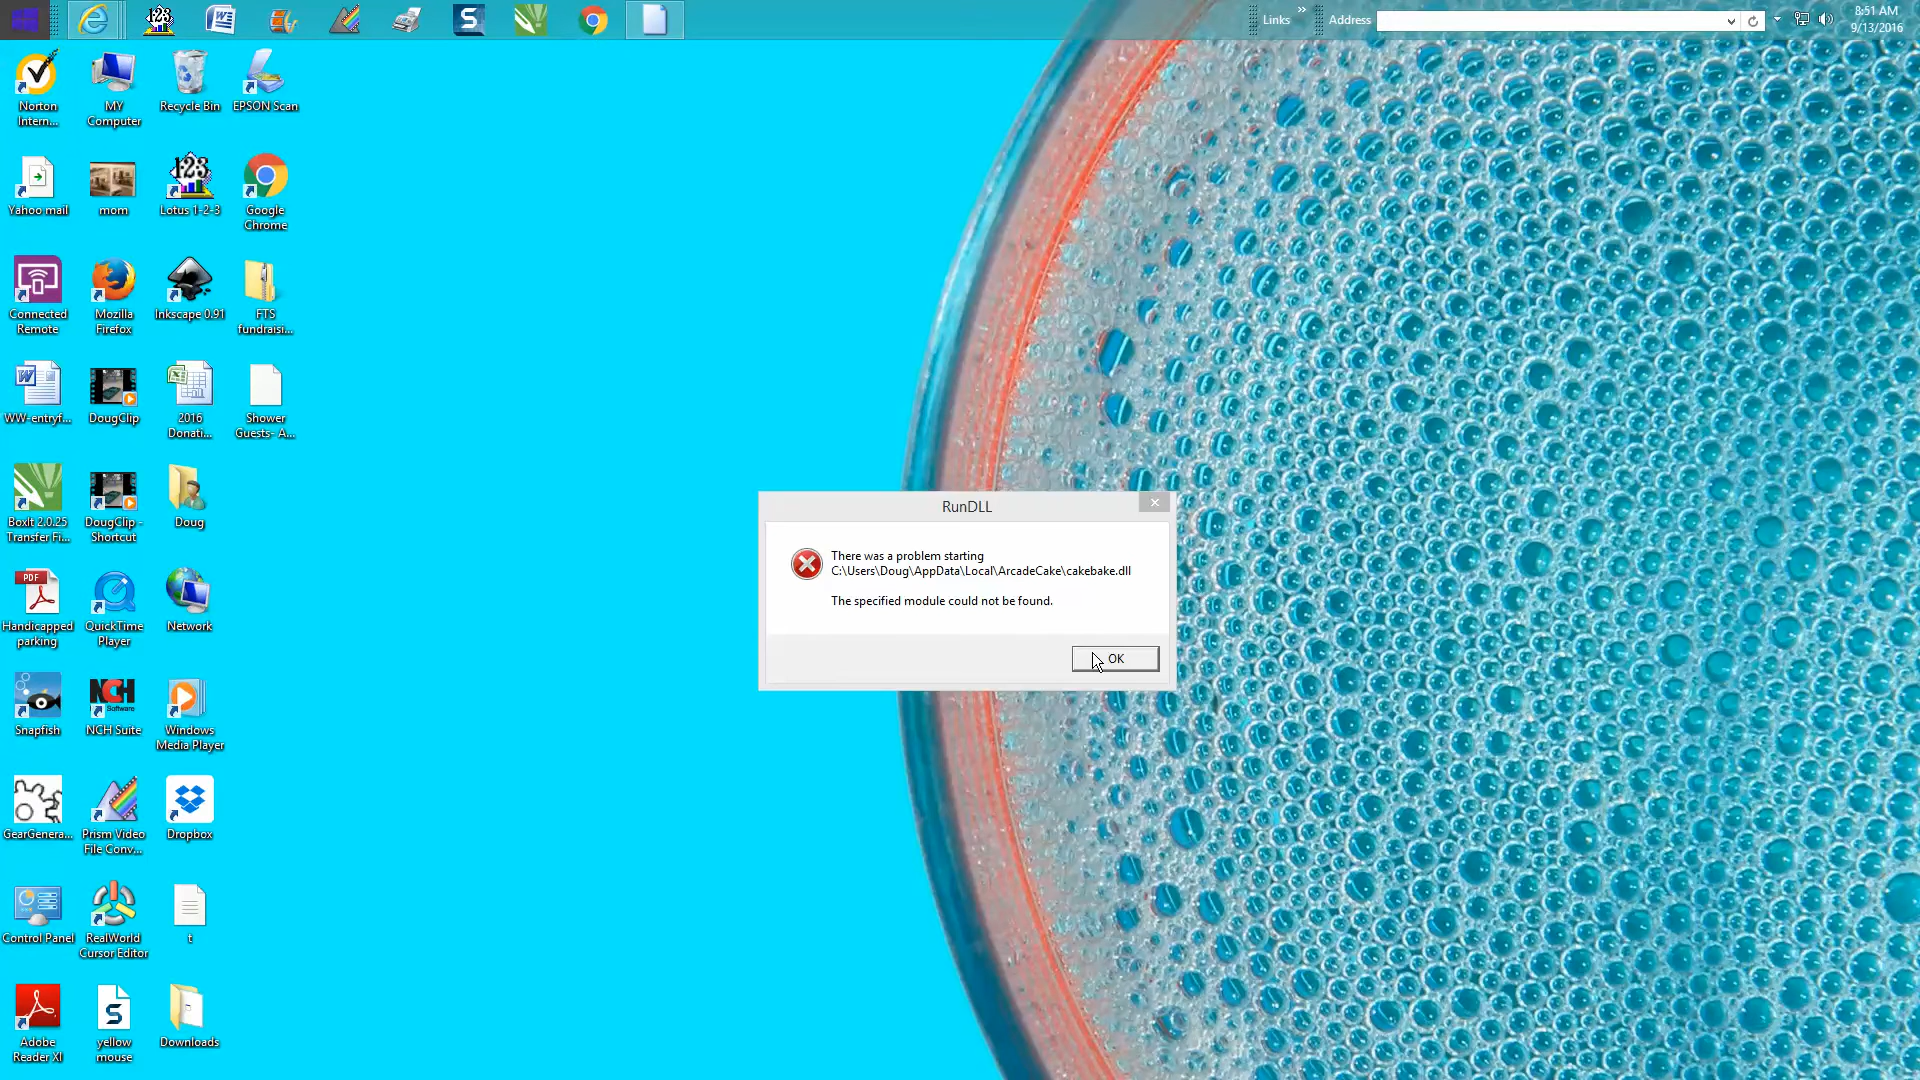 Links
»
Address
8:51 AM
9/13/2016
Norton
Intern...
MY
Computer
Recycle Bin
EPSON Scan
Yahoo mail
mom
123
Lotus 1-2-3
Google
Chrome
Connected
Remote
Mozilla
Firefox
Inkscape 0.91
FTS
fundraisi...
WW-entryf...
DougClip
2016
Donati...
Shower
Guests- A...
BoxIt 2.0.25
Transfer Fi...
DougClip -
Shortcut
Doug
RunDLL
There was a problem starting
C:\Users\Doug\AppData\Local\ArcadeCake\cakebake.dll
The specified module could not be found.
OK
PDF
Handicapped
parking
QuickTime
Player
Network
Snapfish
NCH
Software
NCH Suite
Windows
Media Player
GearGenera...
Prism Video
File Conv...
Dropbox
Control Panel
RealWorld
Cursor Editor
t
Adobe
Reader XI
S
yellow
mouse
Downloads